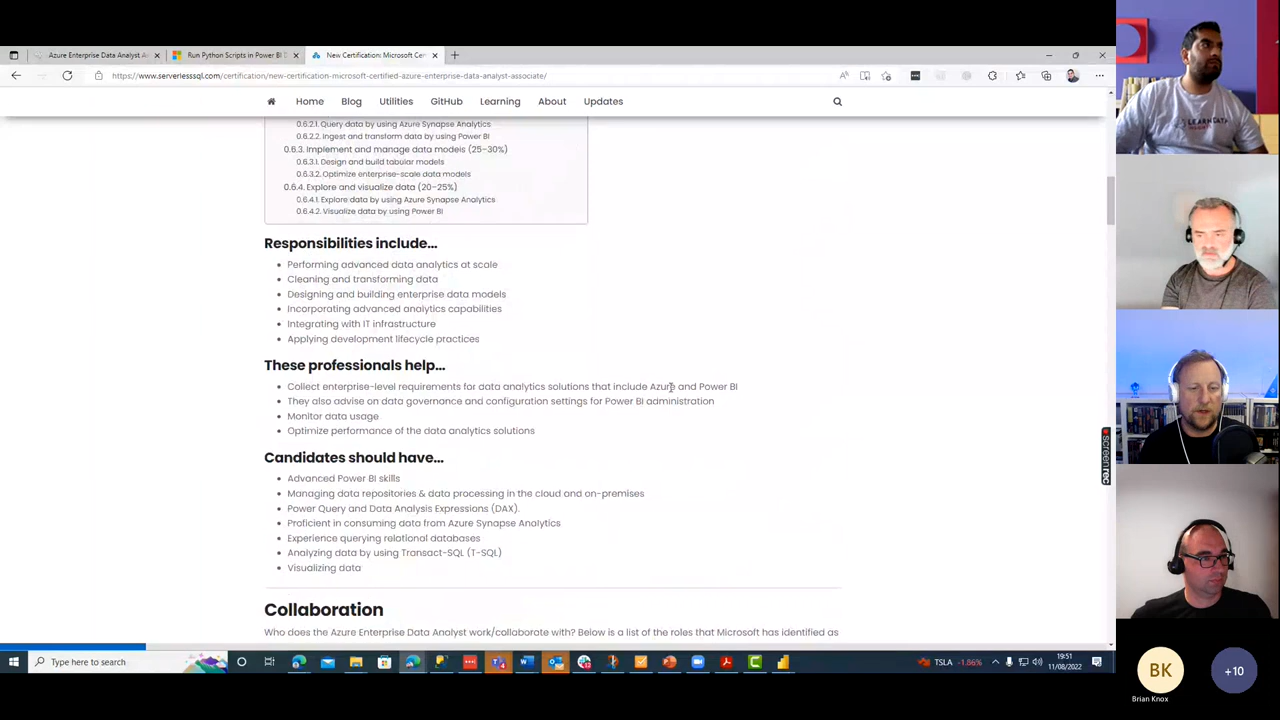 Azure Enterprise Data Analyst A
Run Python Scripts in Power BI D
New Certification: Microsoft Cer
https://www.serverlesssql.com/certification/new-certification-microsoft-certified-azure-enterprise-data-analyst-associate/
Home Blog Utilities GitHub Learning About Updates
0.6.2.1. Query data by using Azure Synapse Analytics
0.6.2.2. Ingest and transform data by using Power BI
0.6.3. Implement and manage data models (25–30%)
0.6.3.1. Design and build tabular models
0.6.3.2. Optimize enterprise-scale data models
0.6.4. Explore and visualize data (20–25%)
0.6.4.1. Explore data by using Azure Synapse Analytics
0.6.4.2. Visualize data by using Power BI
Responsibilities include…
Performing advanced data analytics at scale
Cleaning and transforming data
Designing and building enterprise data models
Incorporating advanced analytics capabilities
Integrating with IT infrastructure
Applying development lifecycle practices
These professionals help…
Collect enterprise-level requirements for data analytics solutions that include Azure and Power BI
They also advise on data governance and configuration settings for Power BI administration
Monitor data usage
Optimize performance of the data analytics solutions
Candidates should have…
Advanced Power BI skills
Managing data repositories & data processing in the cloud and on-premises
Power Query and Data Analysis Expressions (DAX).
Proficient in consuming data from Azure Synapse Analytics
Experience querying relational databases
Analyzing data by using Transact-SQL (T-SQL)
Visualizing data
Collaboration
Who does the Azure Enterprise Data Analyst work/collaborate with? Below is a list of the roles that Microsoft has identified as
Type here to search
TSLA -1.86%
19:51
11/08/2022
screenrec
LEARN DATA
BK
Brian Knox
+10